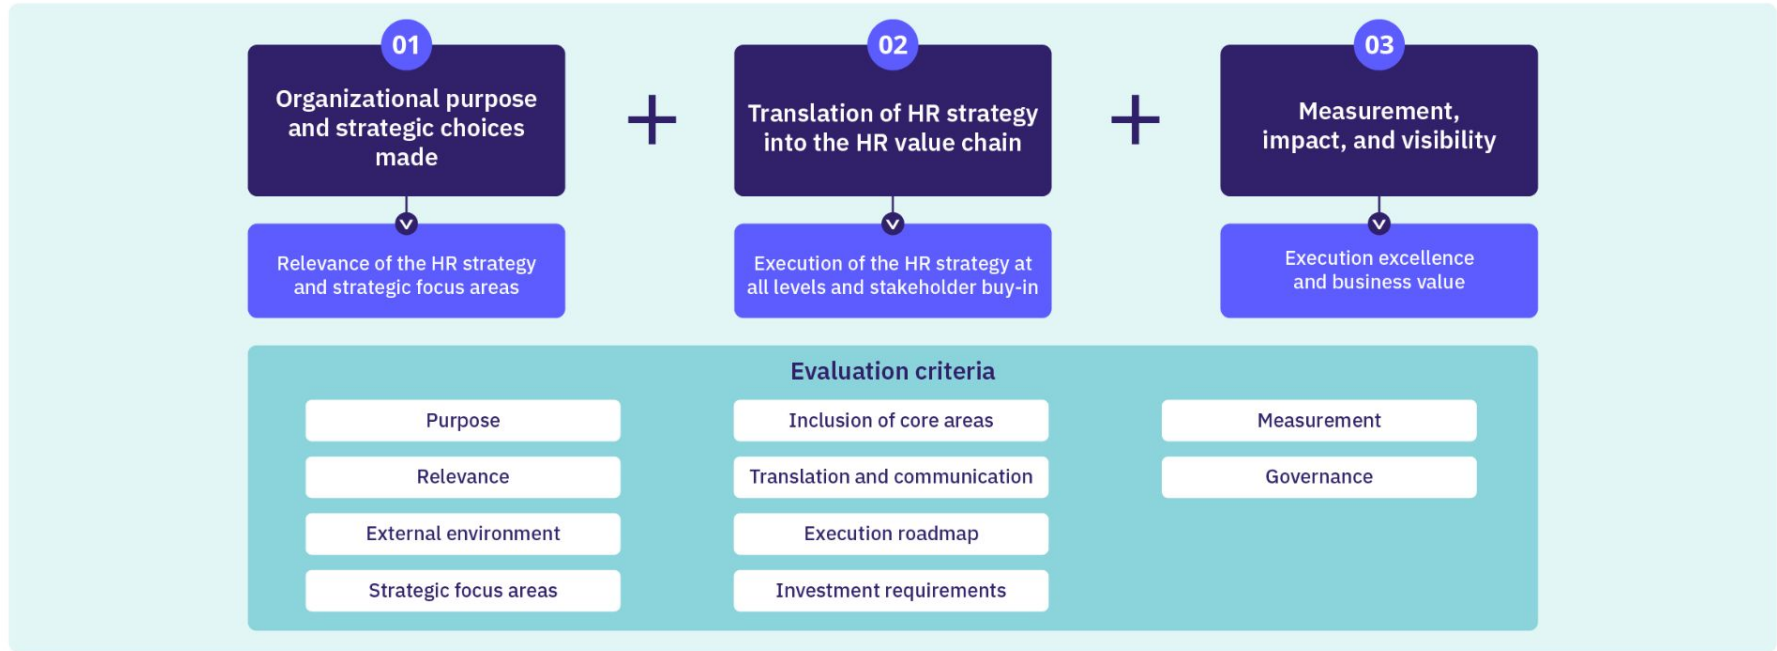 01
Organizational purpose
and strategic choices
made
02
Translation of HR strategy
into the HR value chain
03
Measurement,
impact, and visibility
Relevance of the HR strategy
and strategic focus areas
Execution of the HR strategy at
all levels and stakeholder buy-in
Execution excellence
and business value
Evaluation criteria
Purpose
Relevance
External environment
Strategic focus areas
Inclusion of core areas
Translation and communication
Execution roadmap
Investment requirements
Measurement
Governance